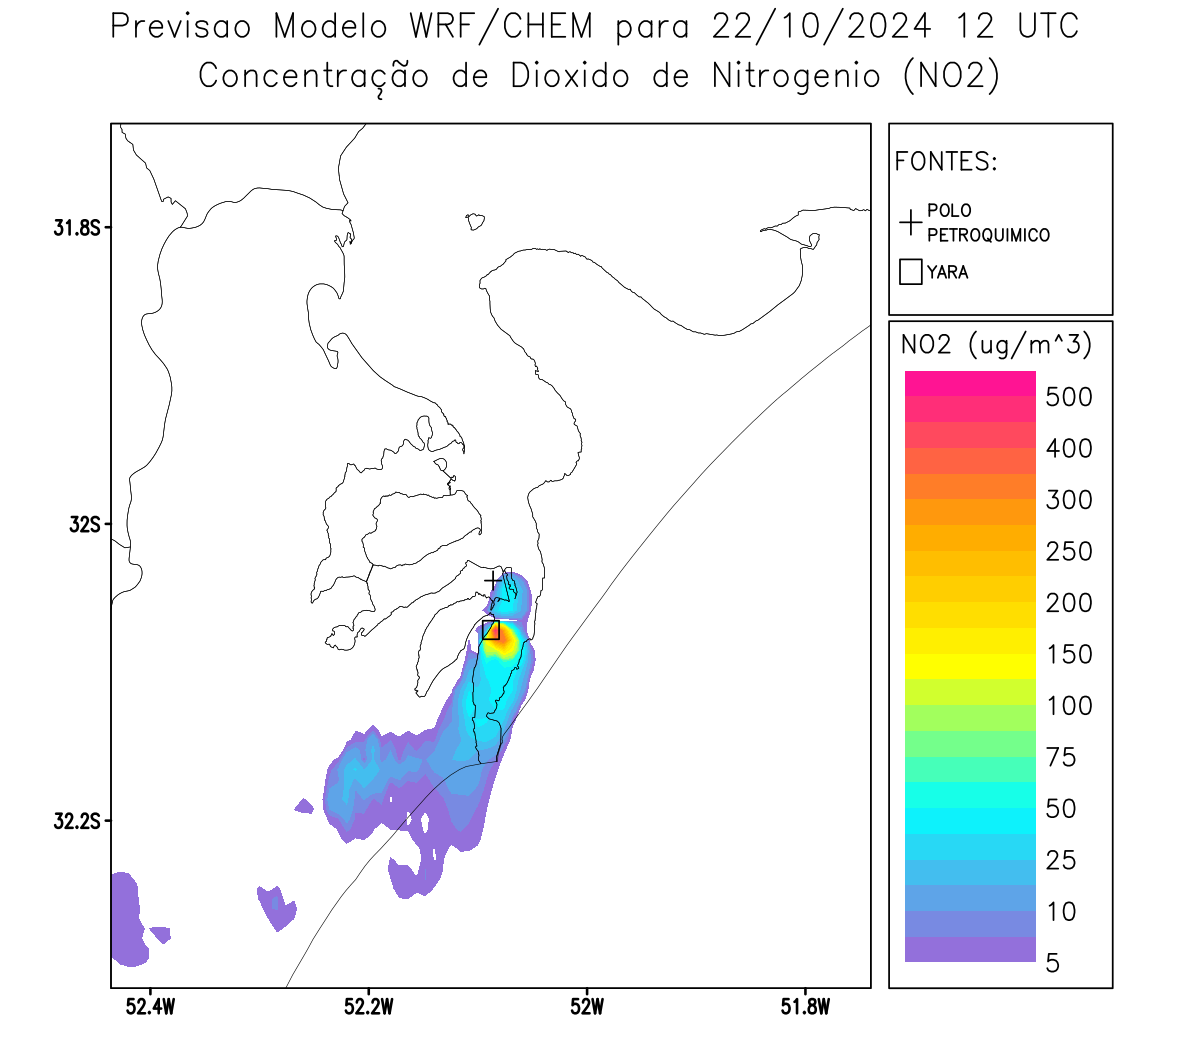 Previsao Modelo WRF/CHEM para 22/10/2024 12 UTC
Concentração de Dioxido de Nitrogenio (NO2)
FONTES:
POLO
PETROQUIMICO
YARA
NO2 (ug/m^3)
500
400
300
250
200
150
100
75
50
25
10
5
31.8S
32S
32.2S
52.4W
52.2W
52W
51.8W